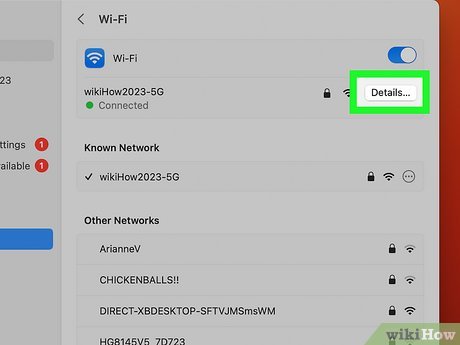 Wi-Fi
Wi-Fi
23
wikiHow2023-5G
Details...
Connected
ttings 1
vailable 1
Known Network
wikiHow2023-5G
Other Networks
ArianneV
CHICKENBALLS!!
DIRECT-XBDESKTOP-SFTVJMSmsWM
HG8145V5_7D723
wikiHow